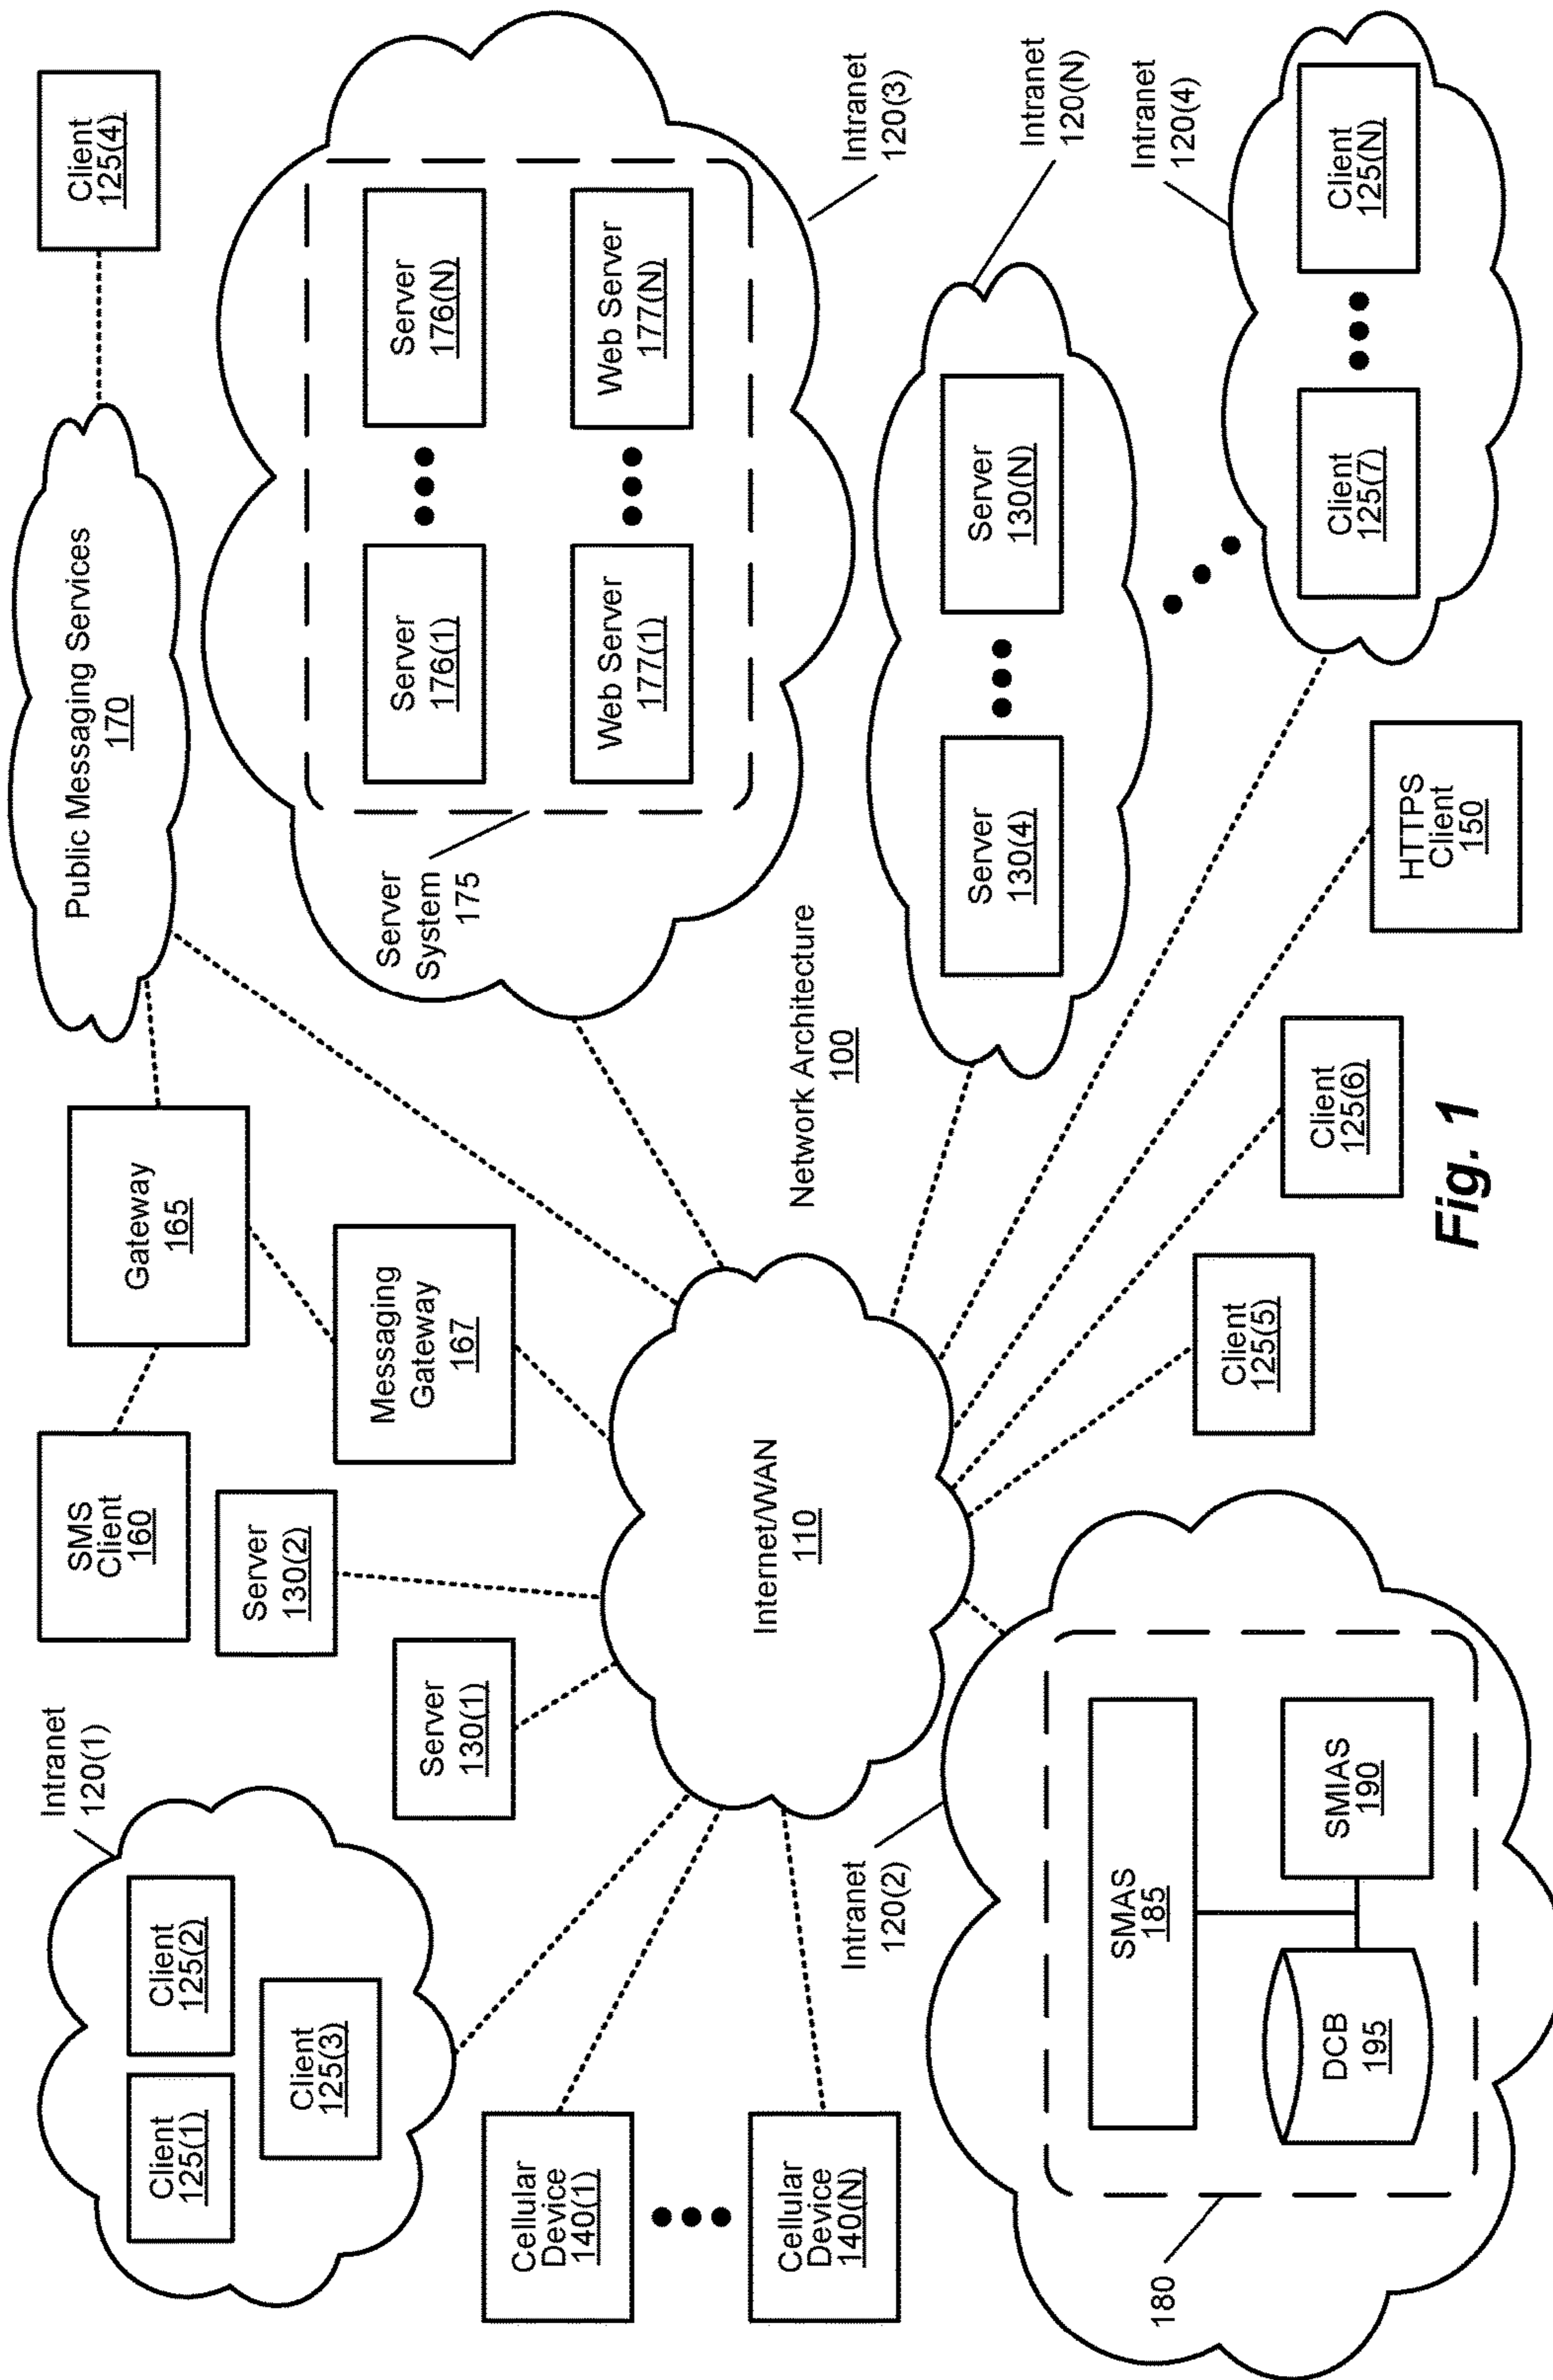 Intranet
120(1)
Client
125(1)
Client
125(2)
Client
125(3)
SMS
Client
160
Gateway
165
Public Messaging Services
170
Client
125(4)
Server
130(2)
Server
130(1)
Messaging
Gateway
167
Server
System
175
Server
176(1)
Server
176(N)
Web Server
177(1)
Web Server
177(N)
Intranet
120(3)
Cellular
Device
140(1)
Cellular
Device
140(N)
Internet/WAN
110
Network Architecture
100
Intranet
120(N)
Server
130(4)
Server
130(N)
Intranet
120(2)
Intranet
120(4)
180
SMAS
185
DCB
195
SMIAS
190
Client
125(5)
Client
125(6)
HTTPS
Client
150
Client
125(7)
Client
125(N)
Fig. 1